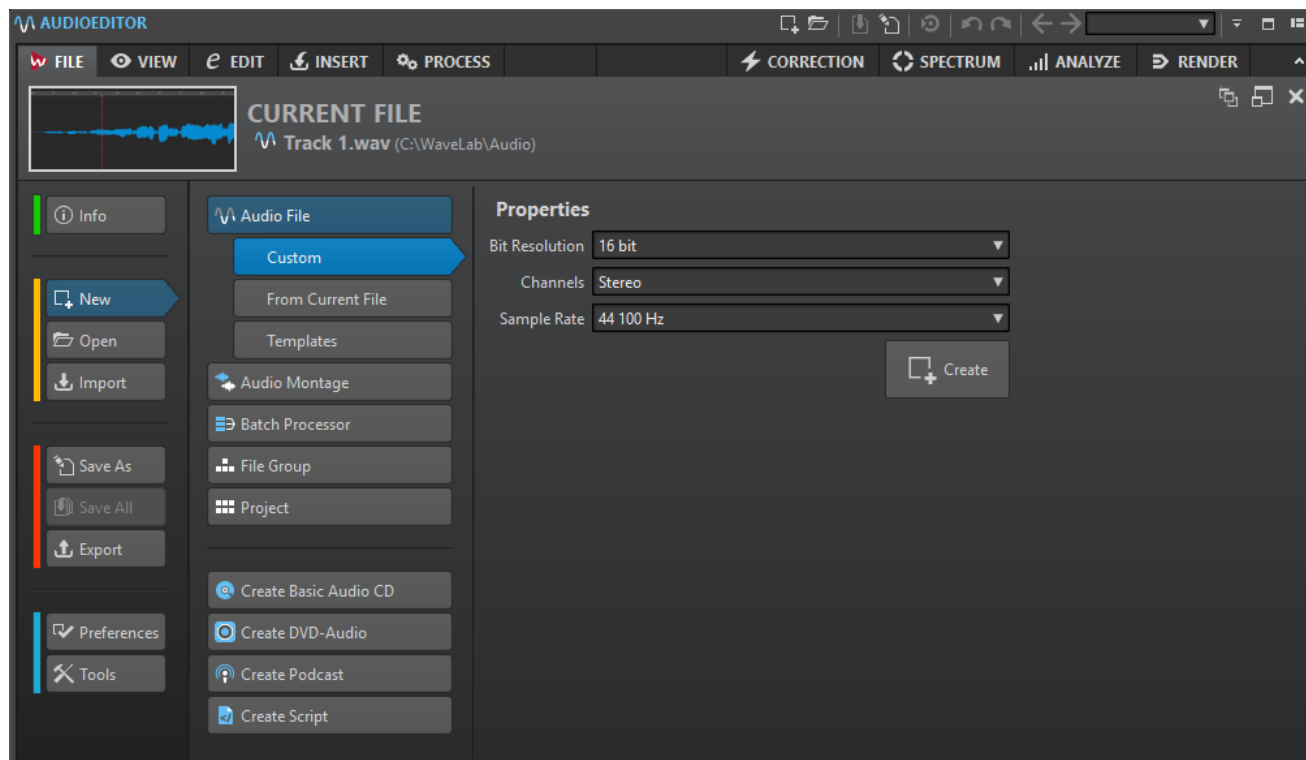 AUDIOEDITOR
FILE VIEW EDIT INSERT PROCESS CORRECTION SPECTRUM ANALYZE RENDER
CURRENT FILE
Track 1.wav (C:\WaveLab\Audio)
Info
New
Open
Import
Save As
Save All
Export
Preferences
Tools
Audio File
Custom
From Current File
Templates
Audio Montage
Batch Processor
File Group
Project
Create Basic Audio CD
Create DVD-Audio
Create Podcast
Create Script
Properties
Bit Resolution 16 bit
Channels Stereo
Sample Rate 44 100 Hz
Create